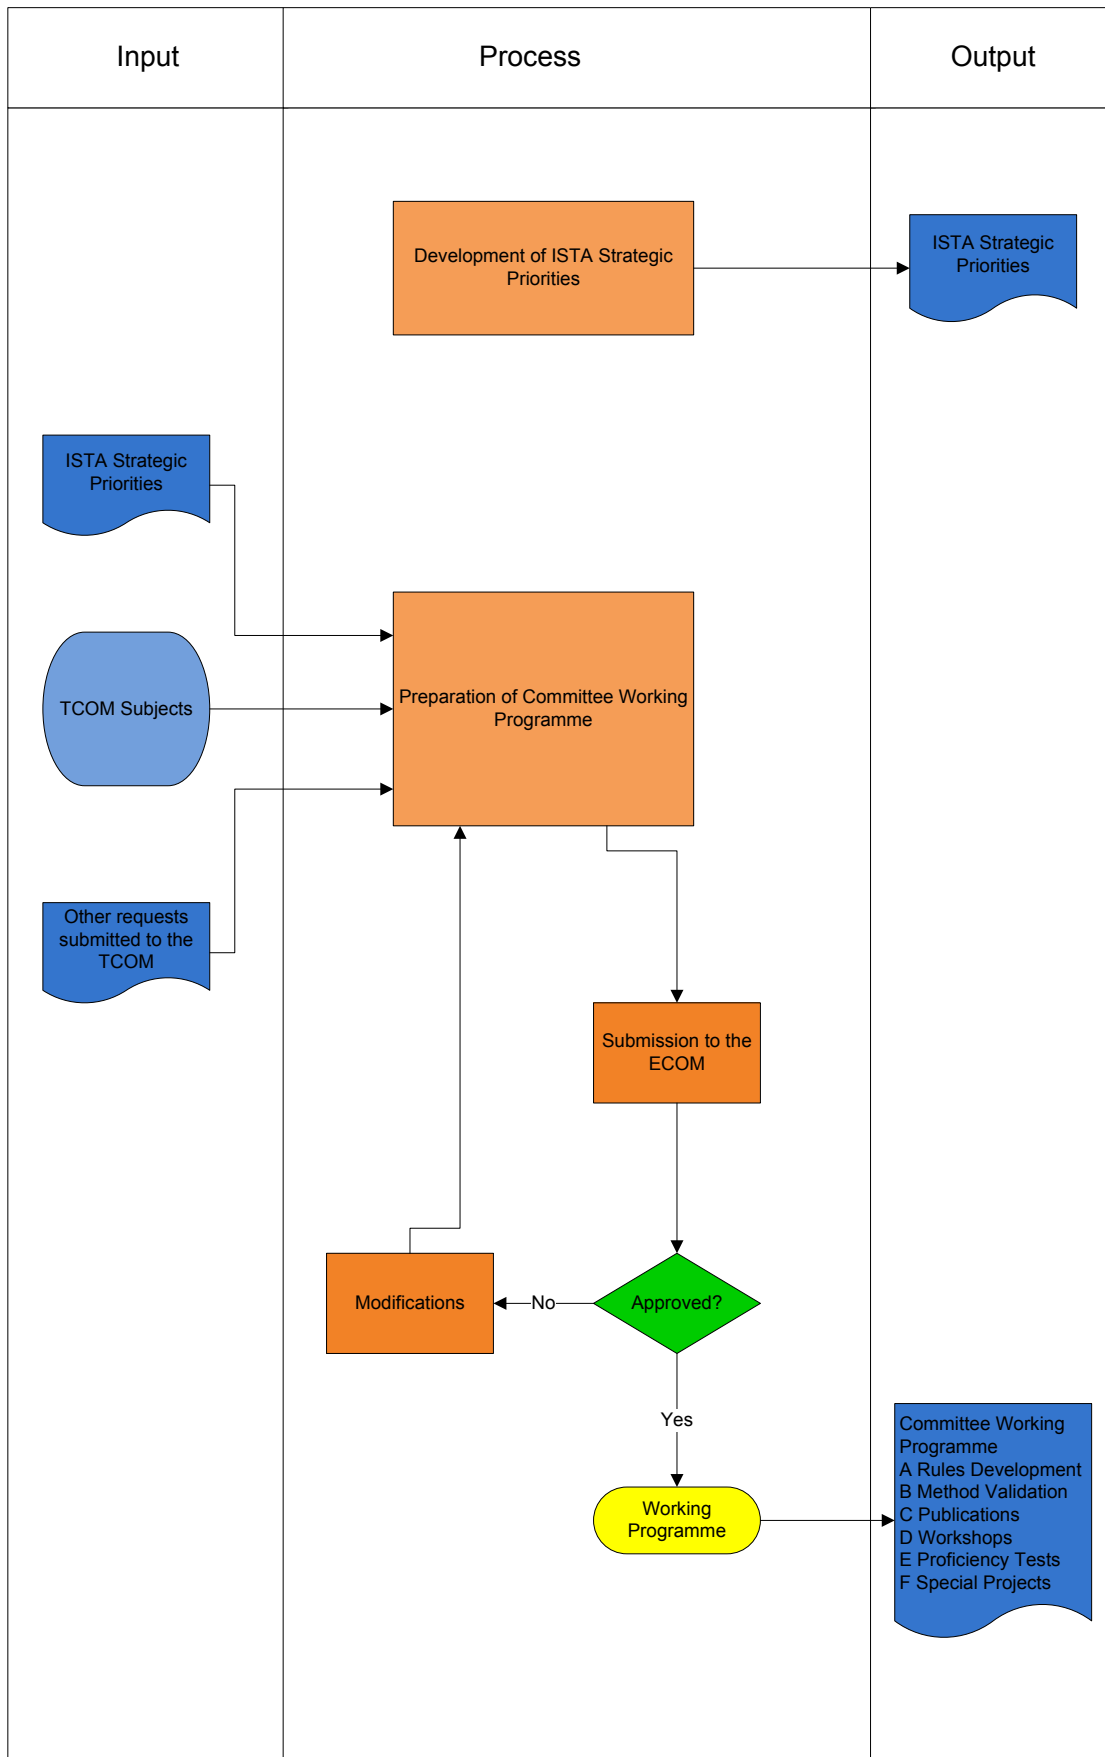 Input
Process
Output
Development of ISTA Strategic
Priorities
ISTA Strategic
Priorities
ISTA Strategic
Priorities
TCOM Subjects
Preparation of Committee Working
Programme
Other requests
submitted to the
TCOM
Submission to the
ECOM
Modifications
No
Approved?
Yes
Working
Programme
Committee Working
Programme
A Rules Development
B Method Validation
C Publications
D Workshops
E Proficiency Tests
F Special Projects